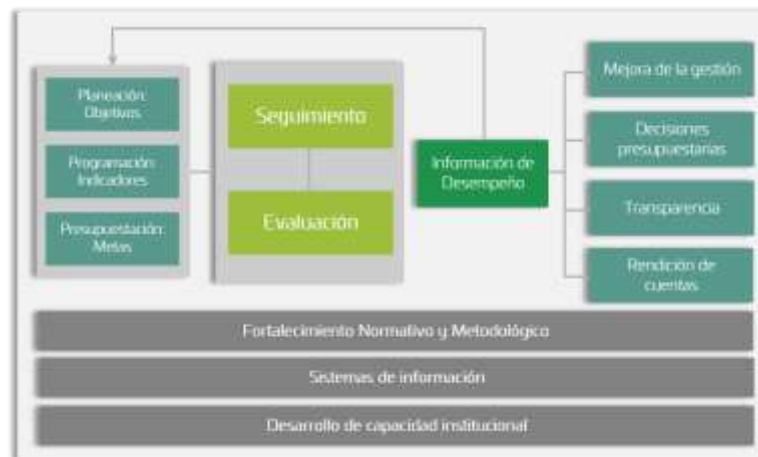 Planeación:
Objetivos
Programación:
Indicadores
Presupuestación:
Metas
Seguimiento
Evaluación
Información de
Desempeño
Mejora de la gestión
Decisiones
presupuestarias
Transparencia
Rendición de
cuentas
Fortalecimiento Normativo y Metodológico
Sistemas de información
Desarrollo de capacidad institucional